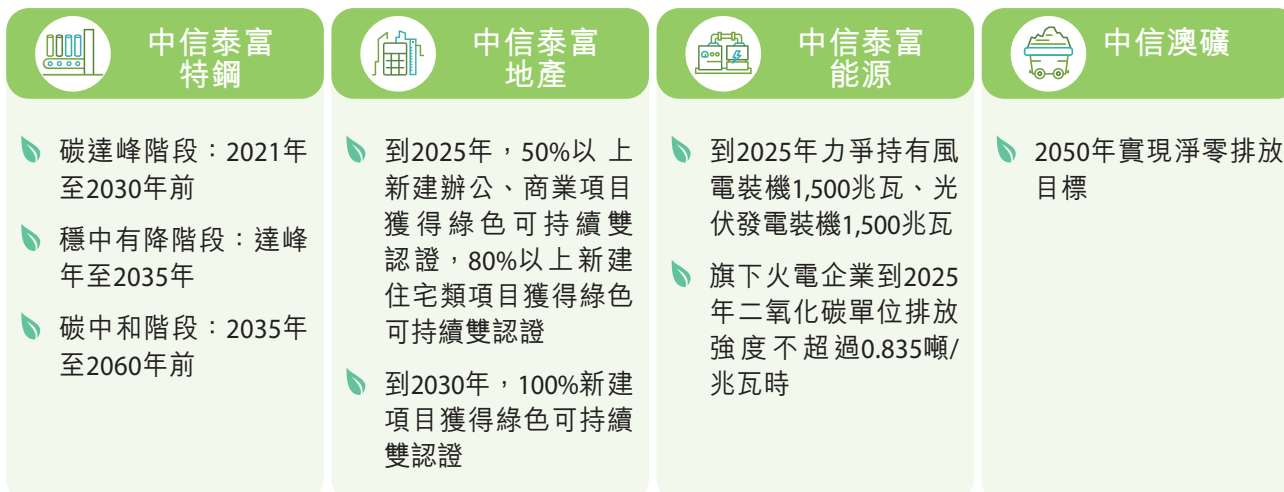 中信泰富
特鋼
碳達峰階段：2021年
至2030年前
穩中有降階段：達峰
年至2035年
碳中和階段：2035年
至2060年前
中信泰富
地產
到2025年，50%以上
新建辦公、商業項目
獲得綠色可持續雙
認證，80%以上新建
住宅類項目獲得綠色
可持續雙認證
到2030年，100%新建
項目獲得綠色可持續
雙認證
中信泰富
能源
到2025年力爭持有風
電裝機1,500兆瓦、光
伏發電裝機1,500兆瓦
旗下火電企業到2025
年二氧化碳單位排放
強度不超過0.835噸/
兆瓦時
中信澳礦
2050年實現淨零排放
目標